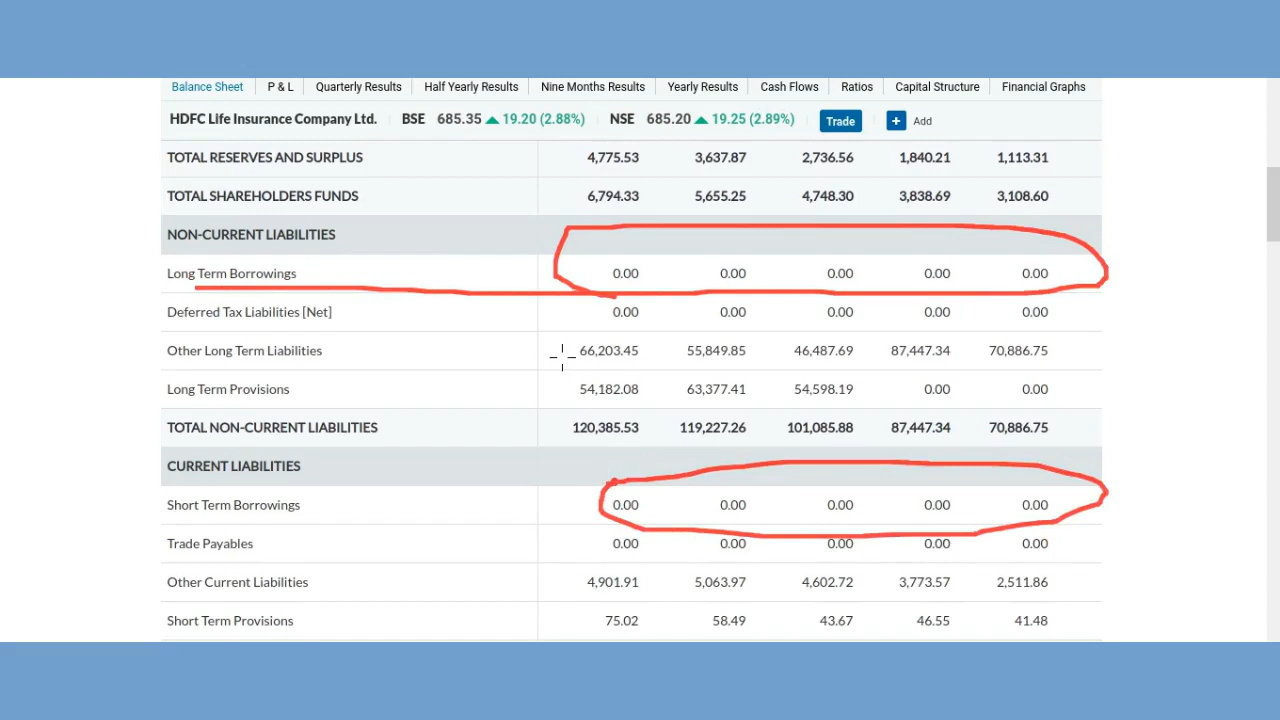 Balance Sheet P & L Quarterly Results Half Yearly Results Nine Months Results Yearly Results Cash Flows Ratios Capital Structure Financial Graphs
HDFC Life Insurance Company Ltd. BSE 685.35 19.20 (2.88%) NSE 685.20 19.25 (2.89%) Trade + Add
TOTAL RESERVES AND SURPLUS 4,775.53 3,637.87 2,736.56 1,840.21 1,113.31
TOTAL SHAREHOLDERS FUNDS 6,794.33 5,655.25 4,748.30 3,838.69 3,108.60
NON-CURRENT LIABILITIES
Long Term Borrowings 0.00 0.00 0.00 0.00 0.00
Deferred Tax Liabilities [Net] 0.00 0.00 0.00 0.00 0.00
Other Long Term Liabilities 66,203.45 55,849.85 46,487.69 87,447.34 70,886.75
Long Term Provisions 54,182.08 63,377.41 54,598.19 0.00 0.00
TOTAL NON-CURRENT LIABILITIES 120,385.53 119,227.26 101,085.88 87,447.34 70,886.75
CURRENT LIABILITIES
Short Term Borrowings 0.00 0.00 0.00 0.00 0.00
Trade Payables 0.00 0.00 0.00 0.00 0.00
Other Current Liabilities 4,901.91 5,063.97 4,602.72 3,773.57 2,511.86
Short Term Provisions 75.02 58.49 43.67 46.55 41.48